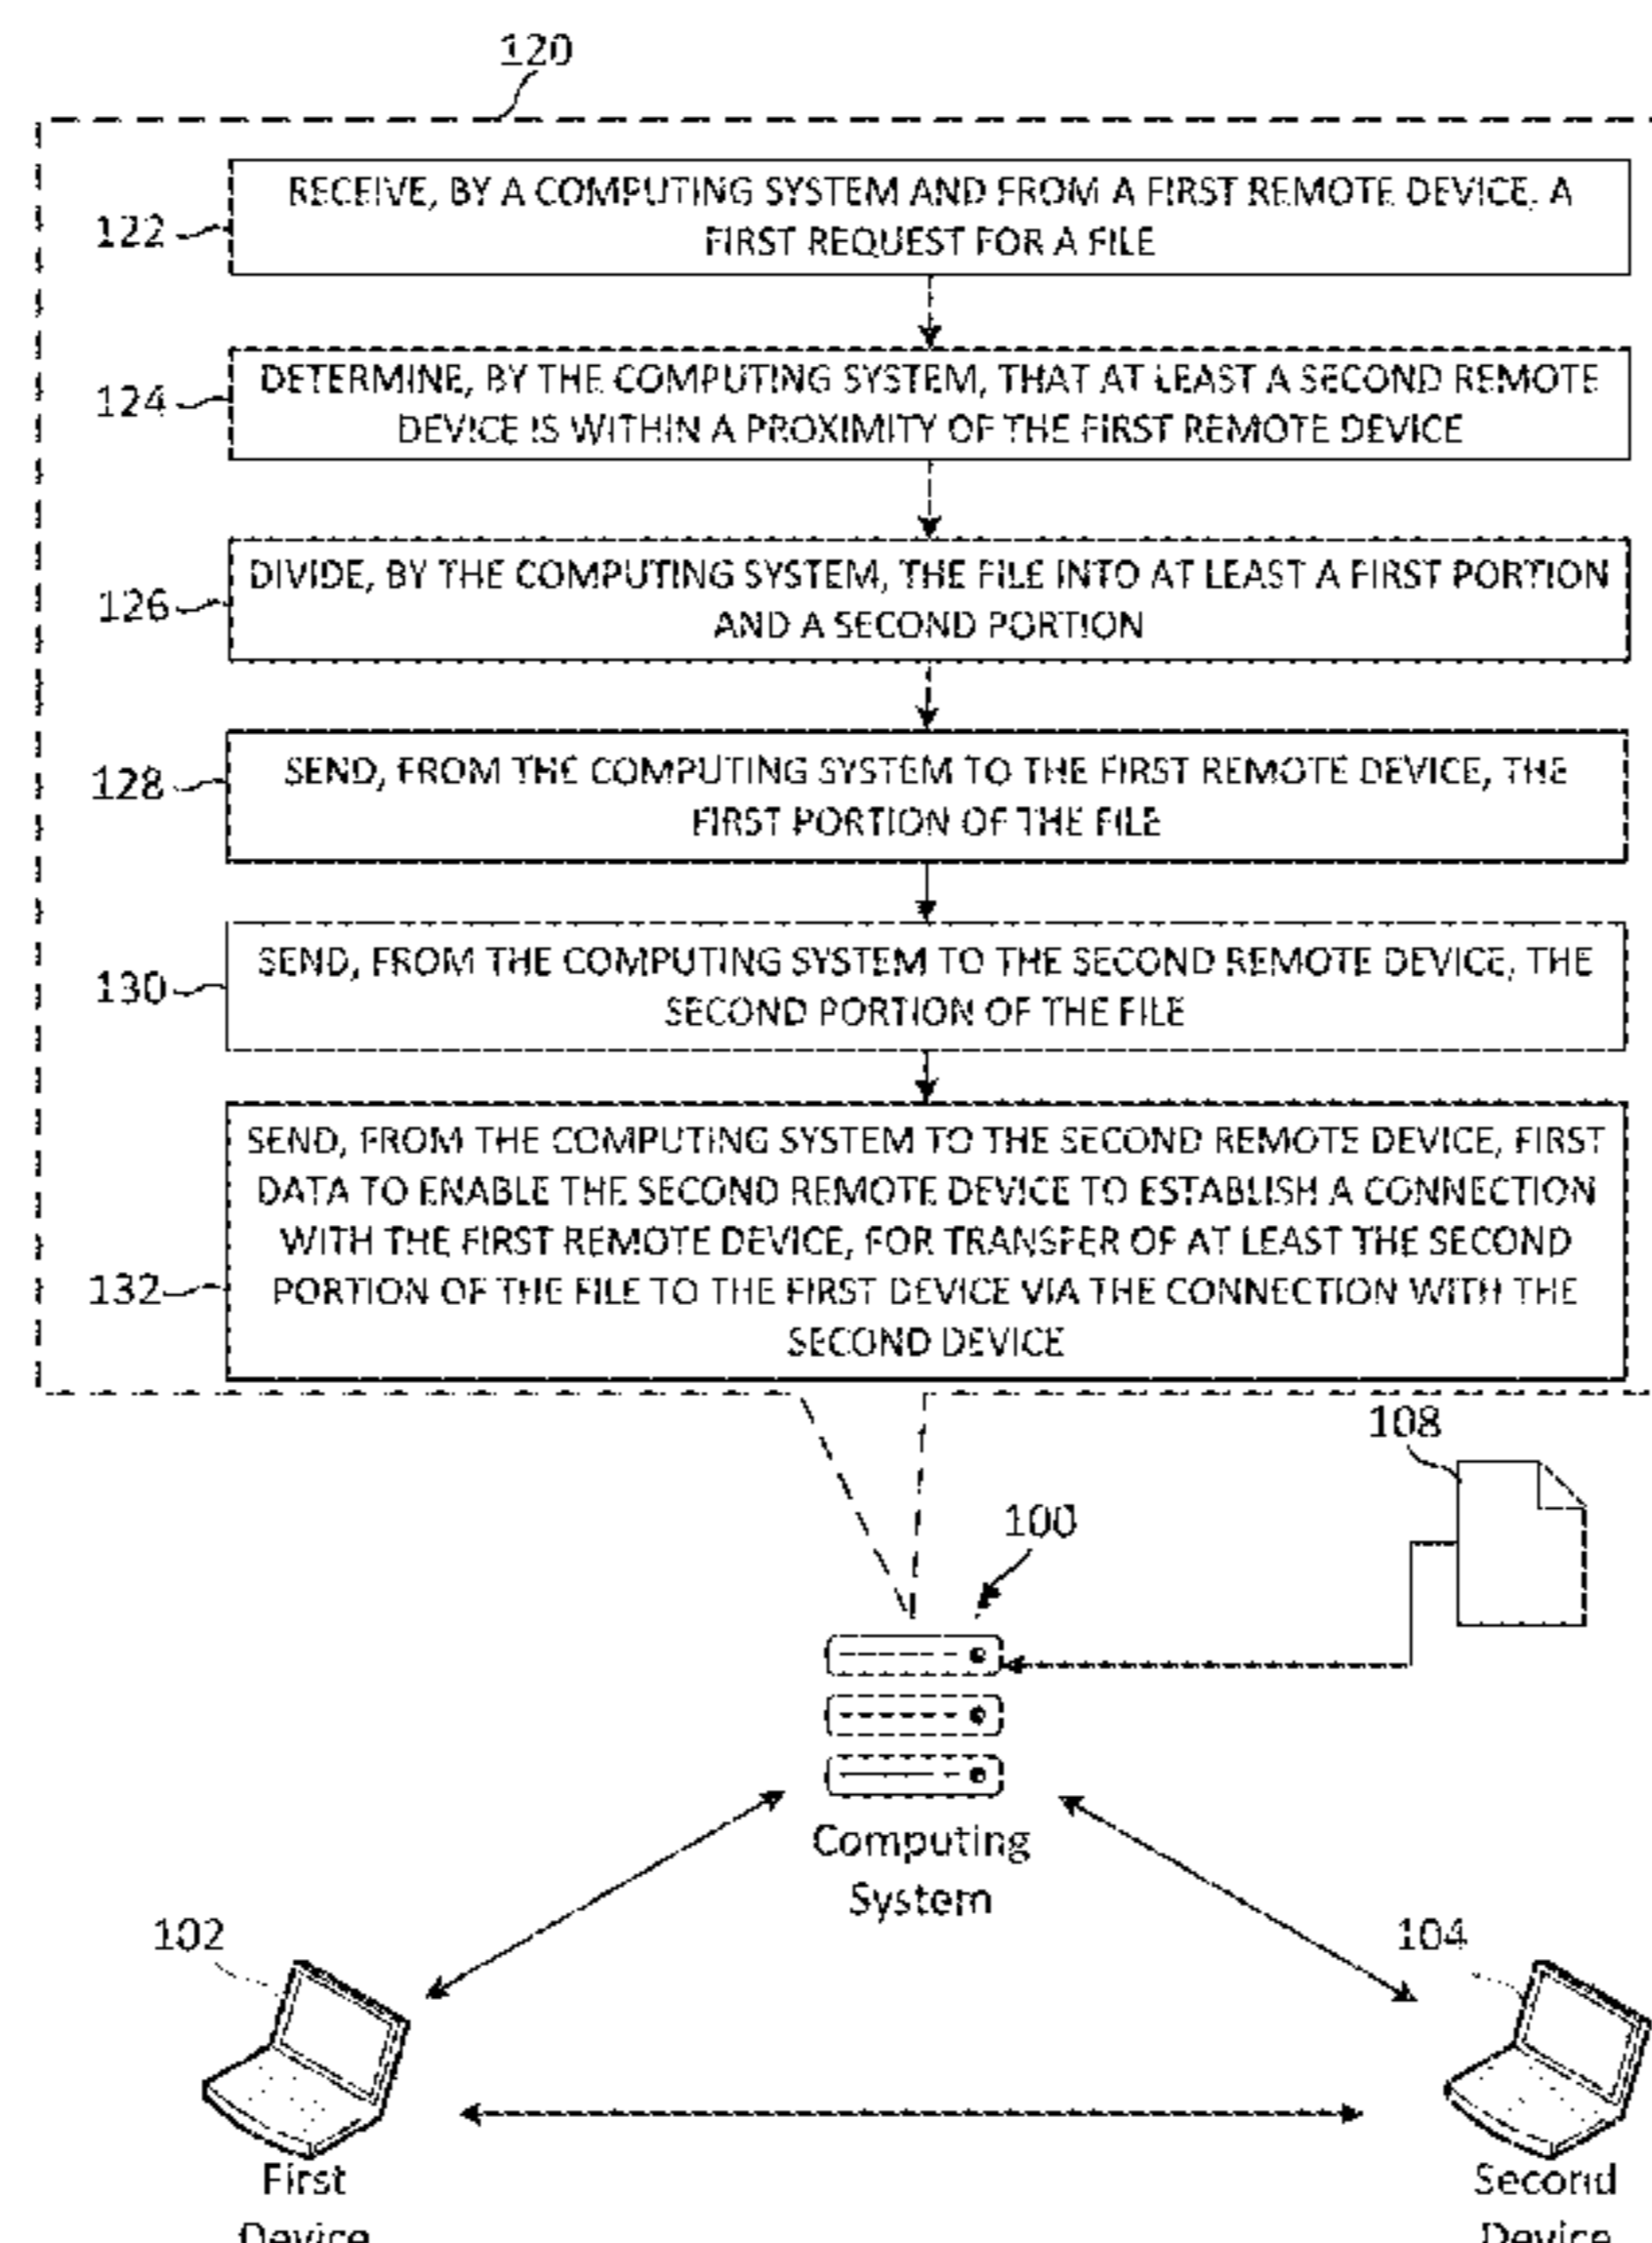 120
122
RECEIVE, BY A COMPUTING SYSTEM AND FROM A FIRST REMOTE DEVICE, A
FIRST REQUEST FOR A FILE
124
DETERMINE, BY THE COMPUTING SYSTEM, THAT AT LEAST A SECOND REMOTE
DEVICE IS WITHIN A PROXIMITY OF THE FIRST REMOTE DEVICE
126
DIVIDE, BY THE COMPUTING SYSTEM, THE FILE INTO AT LEAST A FIRST PORTION
AND A SECOND PORTION
128
SEND, FROM THE COMPUTING SYSTEM TO THE FIRST REMOTE DEVICE, THE
FIRST PORTION OF THE FILE
130
SEND, FROM THE COMPUTING SYSTEM TO THE SECOND REMOTE DEVICE, THE
SECOND PORTION OF THE FILE
132
SEND, FROM THE COMPUTING SYSTEM TO THE SECOND REMOTE DEVICE, FIRST
DATA TO ENABLE THE SECOND REMOTE DEVICE TO ESTABLISH A CONNECTION
WITH THE FIRST REMOTE DEVICE, FOR TRANSFER OF AT LEAST THE SECOND
PORTION OF THE FILE TO THE FIRST DEVICE VIA THE CONNECTION WITH THE
SECOND DEVICE
108
100
Computing
System
102
104
First
Device
Second
Device